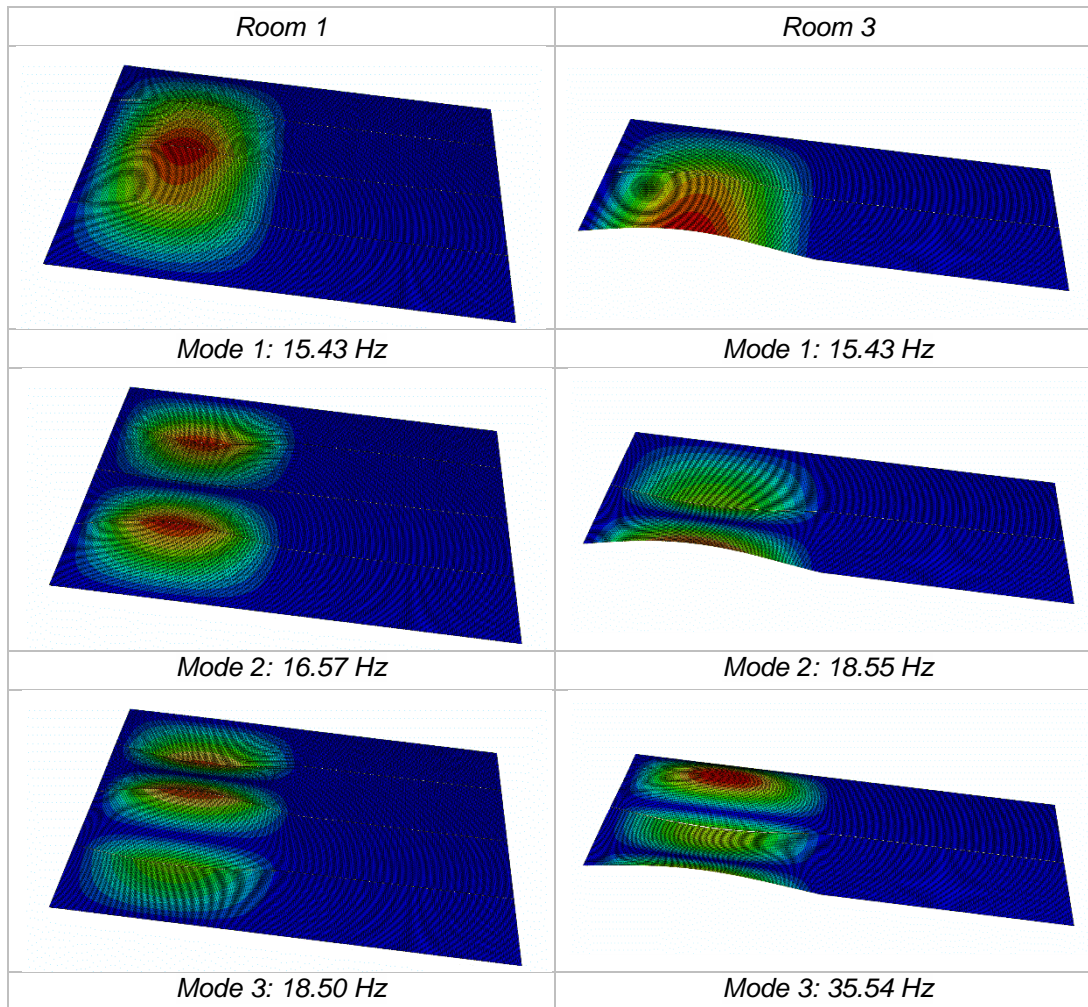 Room 1
Room 3
Mode 1: 15.43 Hz
Mode 1: 15.43 Hz
Mode 2: 16.57 Hz
Mode 2: 18.55 Hz
Mode 3: 18.50 Hz
Mode 3: 35.54 Hz